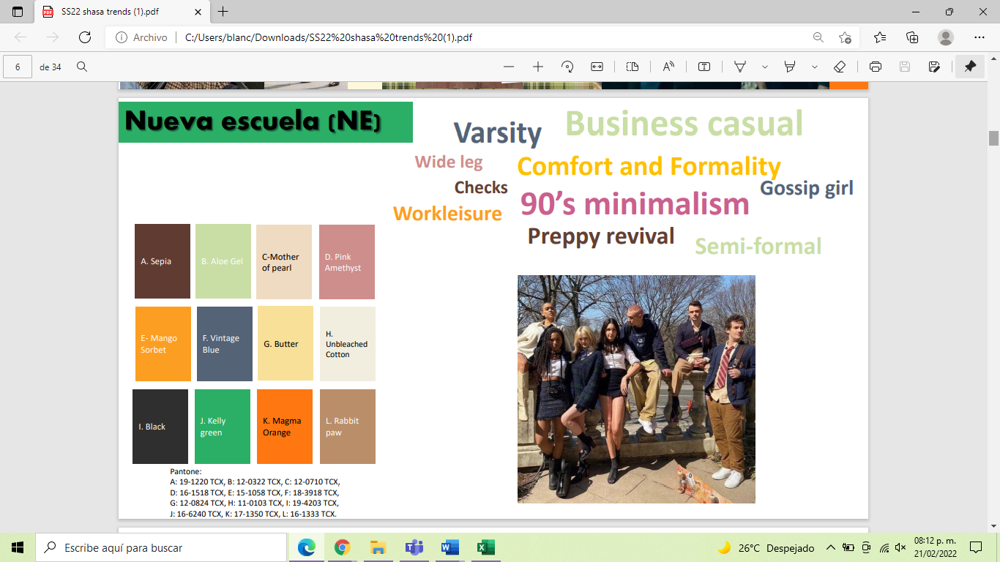 SS22 shasa trends (1).pdf
Archivo
C:/Users/blanc/Downloads/SS22%20shasa%20trends%20(1).pdf
6 de 34
Nueva escuela (NE)
Varsity
Business casual
Wide leg
Comfort and Formality
Checks
Gossip girl
90’s minimalism
Workleisure
Preppy revival
Semi-formal
A. Sepia
B. Aloe Gel
C-Mother
of pearl
D. Pink
Amethyst
E- Mango
Sorbet
F. Vintage
Blue
G. Butter
H.
Unbleached
Cotton
I. Black
J. Kelly
green
K. Magma
Orange
L. Rabbit
paw
Pantone:
A: 19-1220 TCX, B: 12-0322 TCX, C: 12-0710 TCX,
D: 16-1518 TCX, E: 15-1058 TCX, F: 18-3918 TCX,
G: 12-0824 TCX, H: 11-0103 TCX, I: 19-4203 TCX,
J: 16-6240 TCX, K: 17-1350 TCX, L: 16-1333 TCX.
Escribe aquí para buscar
26°C Despejado
08:12 p. m.
21/02/2022